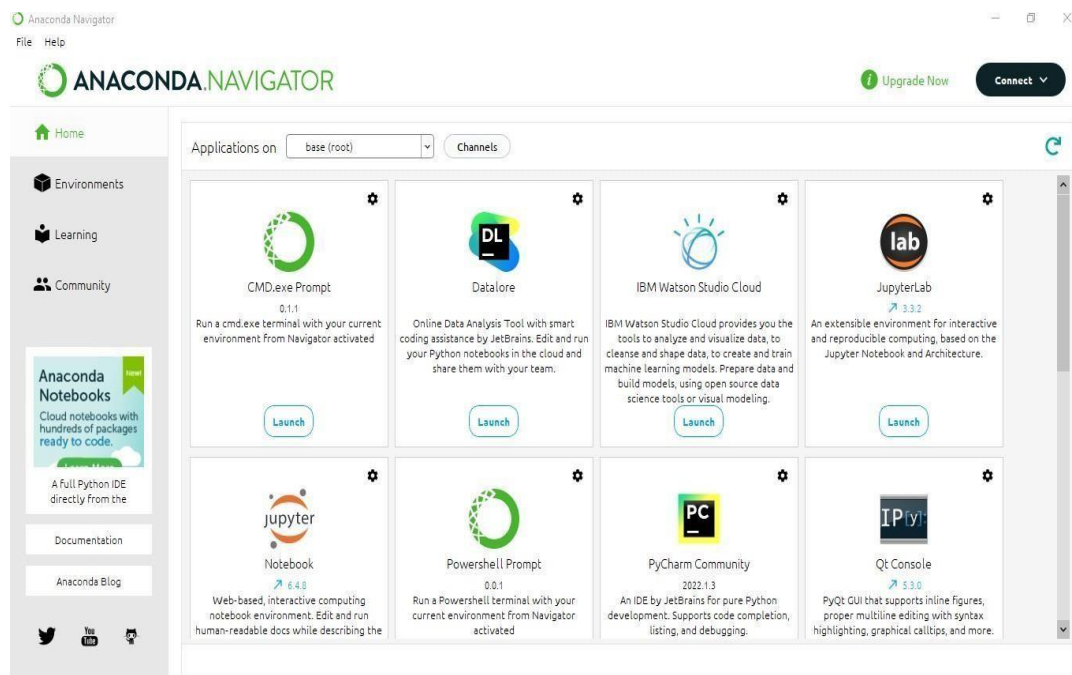 Anaconda Navigator
File Help
ANACONDA.NAVIGATOR
i Upgrade Now
Connect
Home
Environments
Learning
Community
Anaconda
Notebooks
New!
Cloud notebooks with
hundreds of packages
ready to code.
Learn More
A full Python IDE
directly from the
Documentation
Anaconda Blog
You
Tube
Applications on base (root) Channels
DL
CMD.exe Prompt
0.1.1
Run a cmd.exe terminal with your current
environment from Navigator activated
Launch
Datalore
Online Data Analysis Tool with smart
coding assistance by JetBrains. Edit and run
your Python notebooks in the cloud and
share them with your team.
Launch
IBM Watson Studio Cloud
IBM Watson Studio Cloud provides you the
tools to analyze and visualize data, to
cleanse and shape data, to create and train
machine learning models. Prepare data and
build models, using open source data
science tools or visual modeling.
Launch
lab
JupyterLab
3.3.2
An extensible environment for interactive
and reproducible computing, based on the
Jupyter Notebook and Architecture.
Launch
jupyter
Notebook
6.4.8
Web-based, interactive computing
notebook environment. Edit and run
human-readable docs while describing the
Powershell Prompt
0.0.1
Run a Powershell terminal with your
current environment from Navigator
activated
PC
PyCharm Community
2022.1.3
An IDE by JetBrains for pure Python
development. Supports code completion,
listing, and debugging.
IP[y]:
Qt Console
5.3.0
PyQt GUI that supports inline figures,
proper multiline editing with syntax
highlighting, graphical calltips, and more.